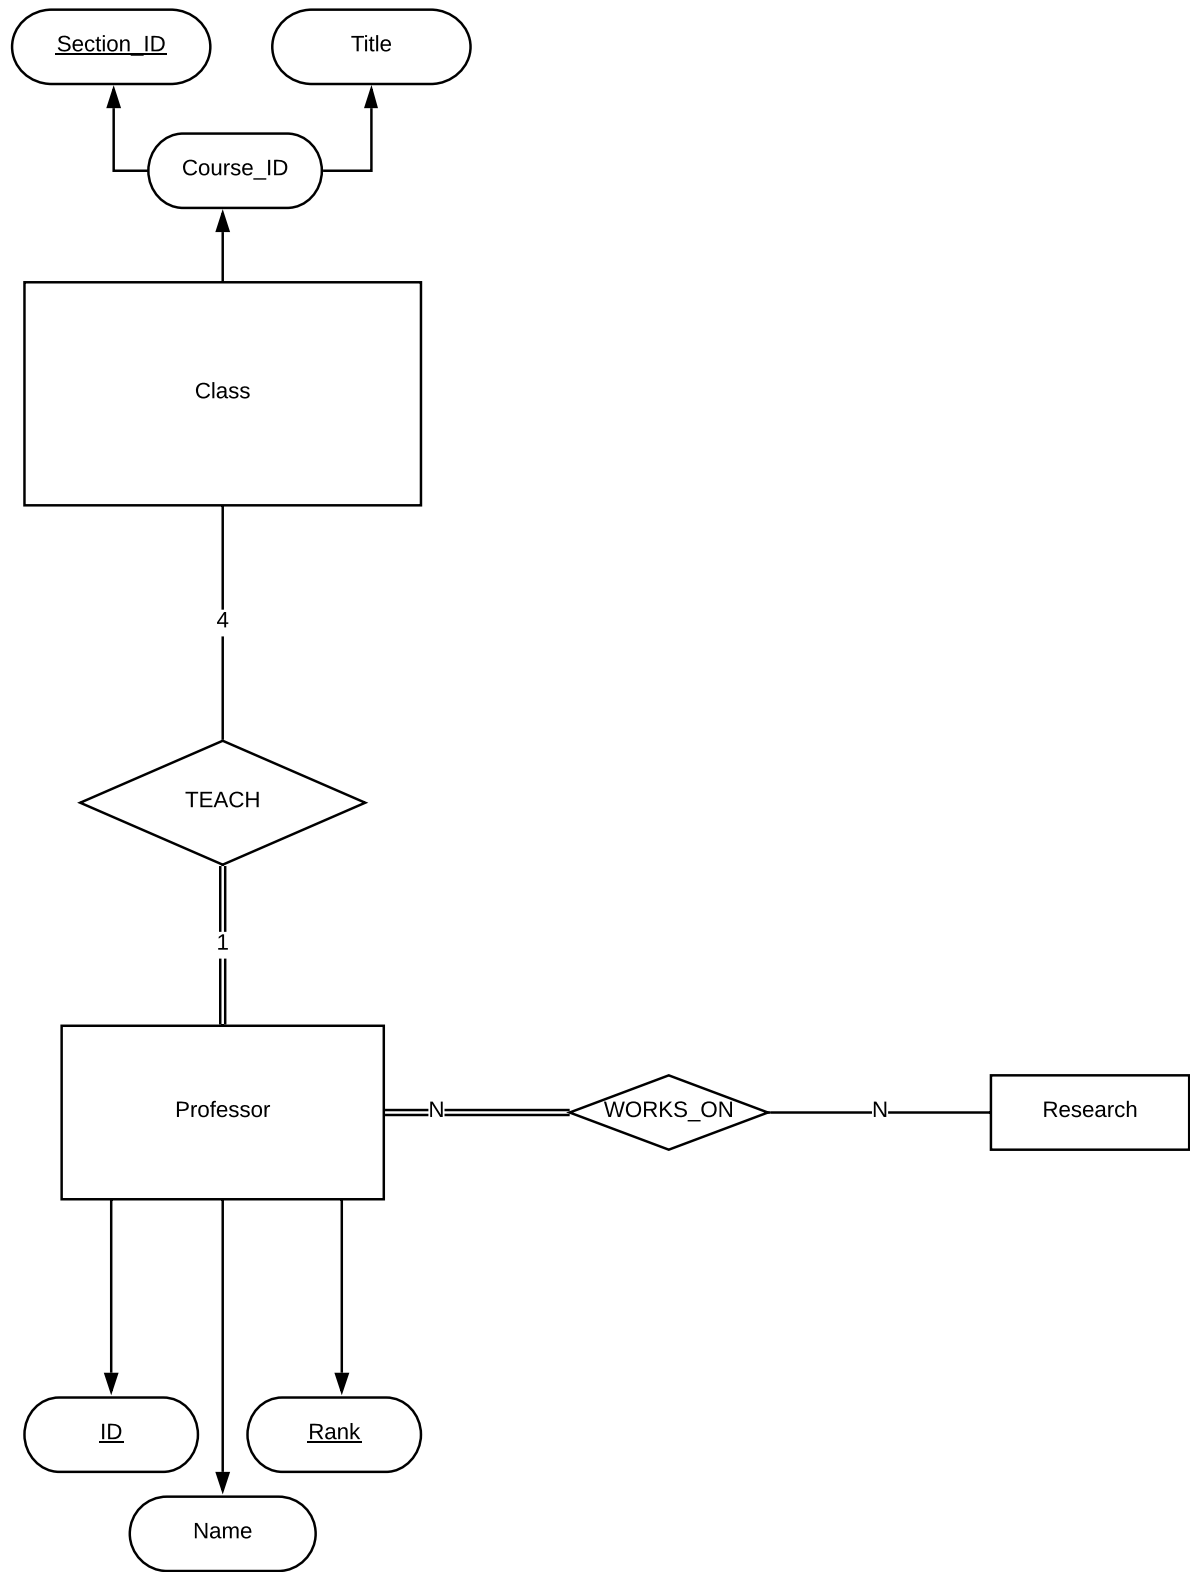 Section_ID
Title
Course_ID
Class
4
TEACH
1
Professor
N
WORKS_ON
N
Research
ID
Rank
Name